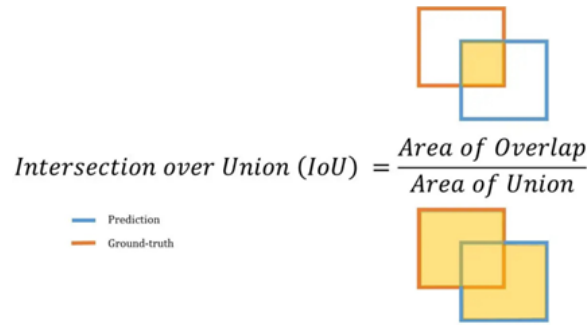 Intersection over Union (IoU) = Area of Overlap
Area of Union
Prediction
Ground-truth